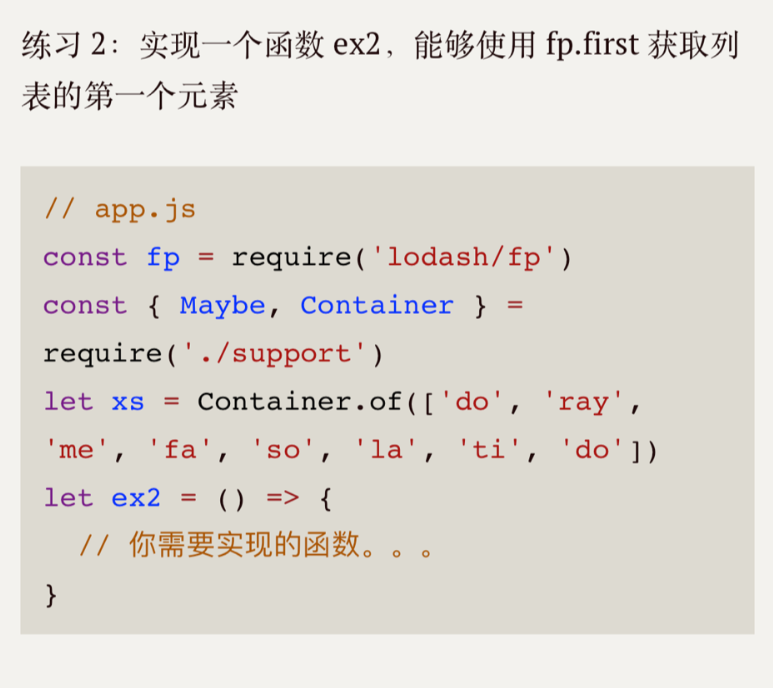 练习 2：实现一个函数 ex2，能够使用 fp.first 获取列
表的第一个元素
// app.js
const fp = require('lodash/fp')
const { Maybe, Container } =
require('./support')
let xs = Container.of(['do', 'ray',
'me', 'fa', 'so', 'la', 'ti', 'do'])
let ex2 = () => {
  // 你需要实现的函数。。。
}